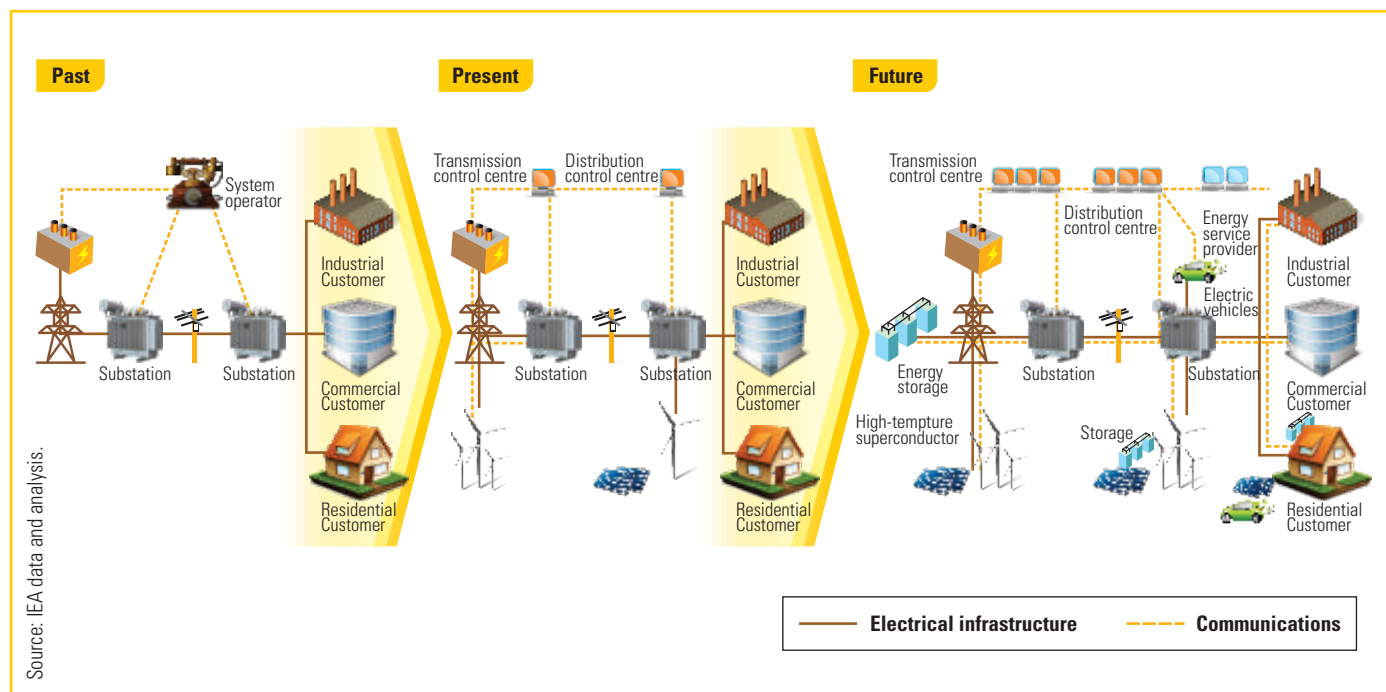 Past
System
operator
Substation
Substation
Industrial
Customer
Commercial
Customer
Residential
Customer
Present
Transmission
control centre
Distribution
control centre
Substation
Substation
Industrial
Customer
Commercial
Customer
Residential
Customer
Future
Transmission
control centre
Distribution
control centre
Energy
service
provider
Electric
vehicles
Energy
storage
Substation
Substation
High-tempture
superconductor
Storage
Industrial
Customer
Commercial
Customer
Residential
Customer
Electrical infrastructure
Communications
Source: IEA data and analysis.